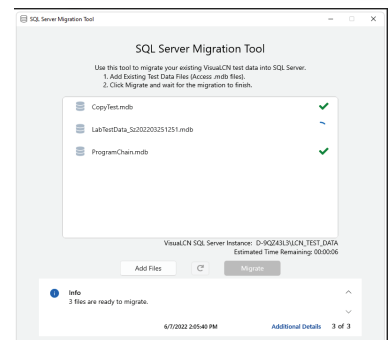 SQL Server Migration Tool
SQL Server Migration Tool
Use this tool to migrate your existing VisualLCN test data into SQL Server.
1. Add Existing Test Data Files (Access .mdb files).
2. Click Migrate and wait for the migration to finish.
CopyTest.mdb
LabTestData_Sz202203251251.mdb
ProgramChain.mdb
VisuaLCN SQL Server Instance: D-9QZ43L3\LCN_TEST_DATA
Estimated Time Remaining: 00:00:06
Add Files
Migrate
Info
3 files are ready to migrate.
6/7/2022 2:05:40 PM
Additional Details
3 of 3